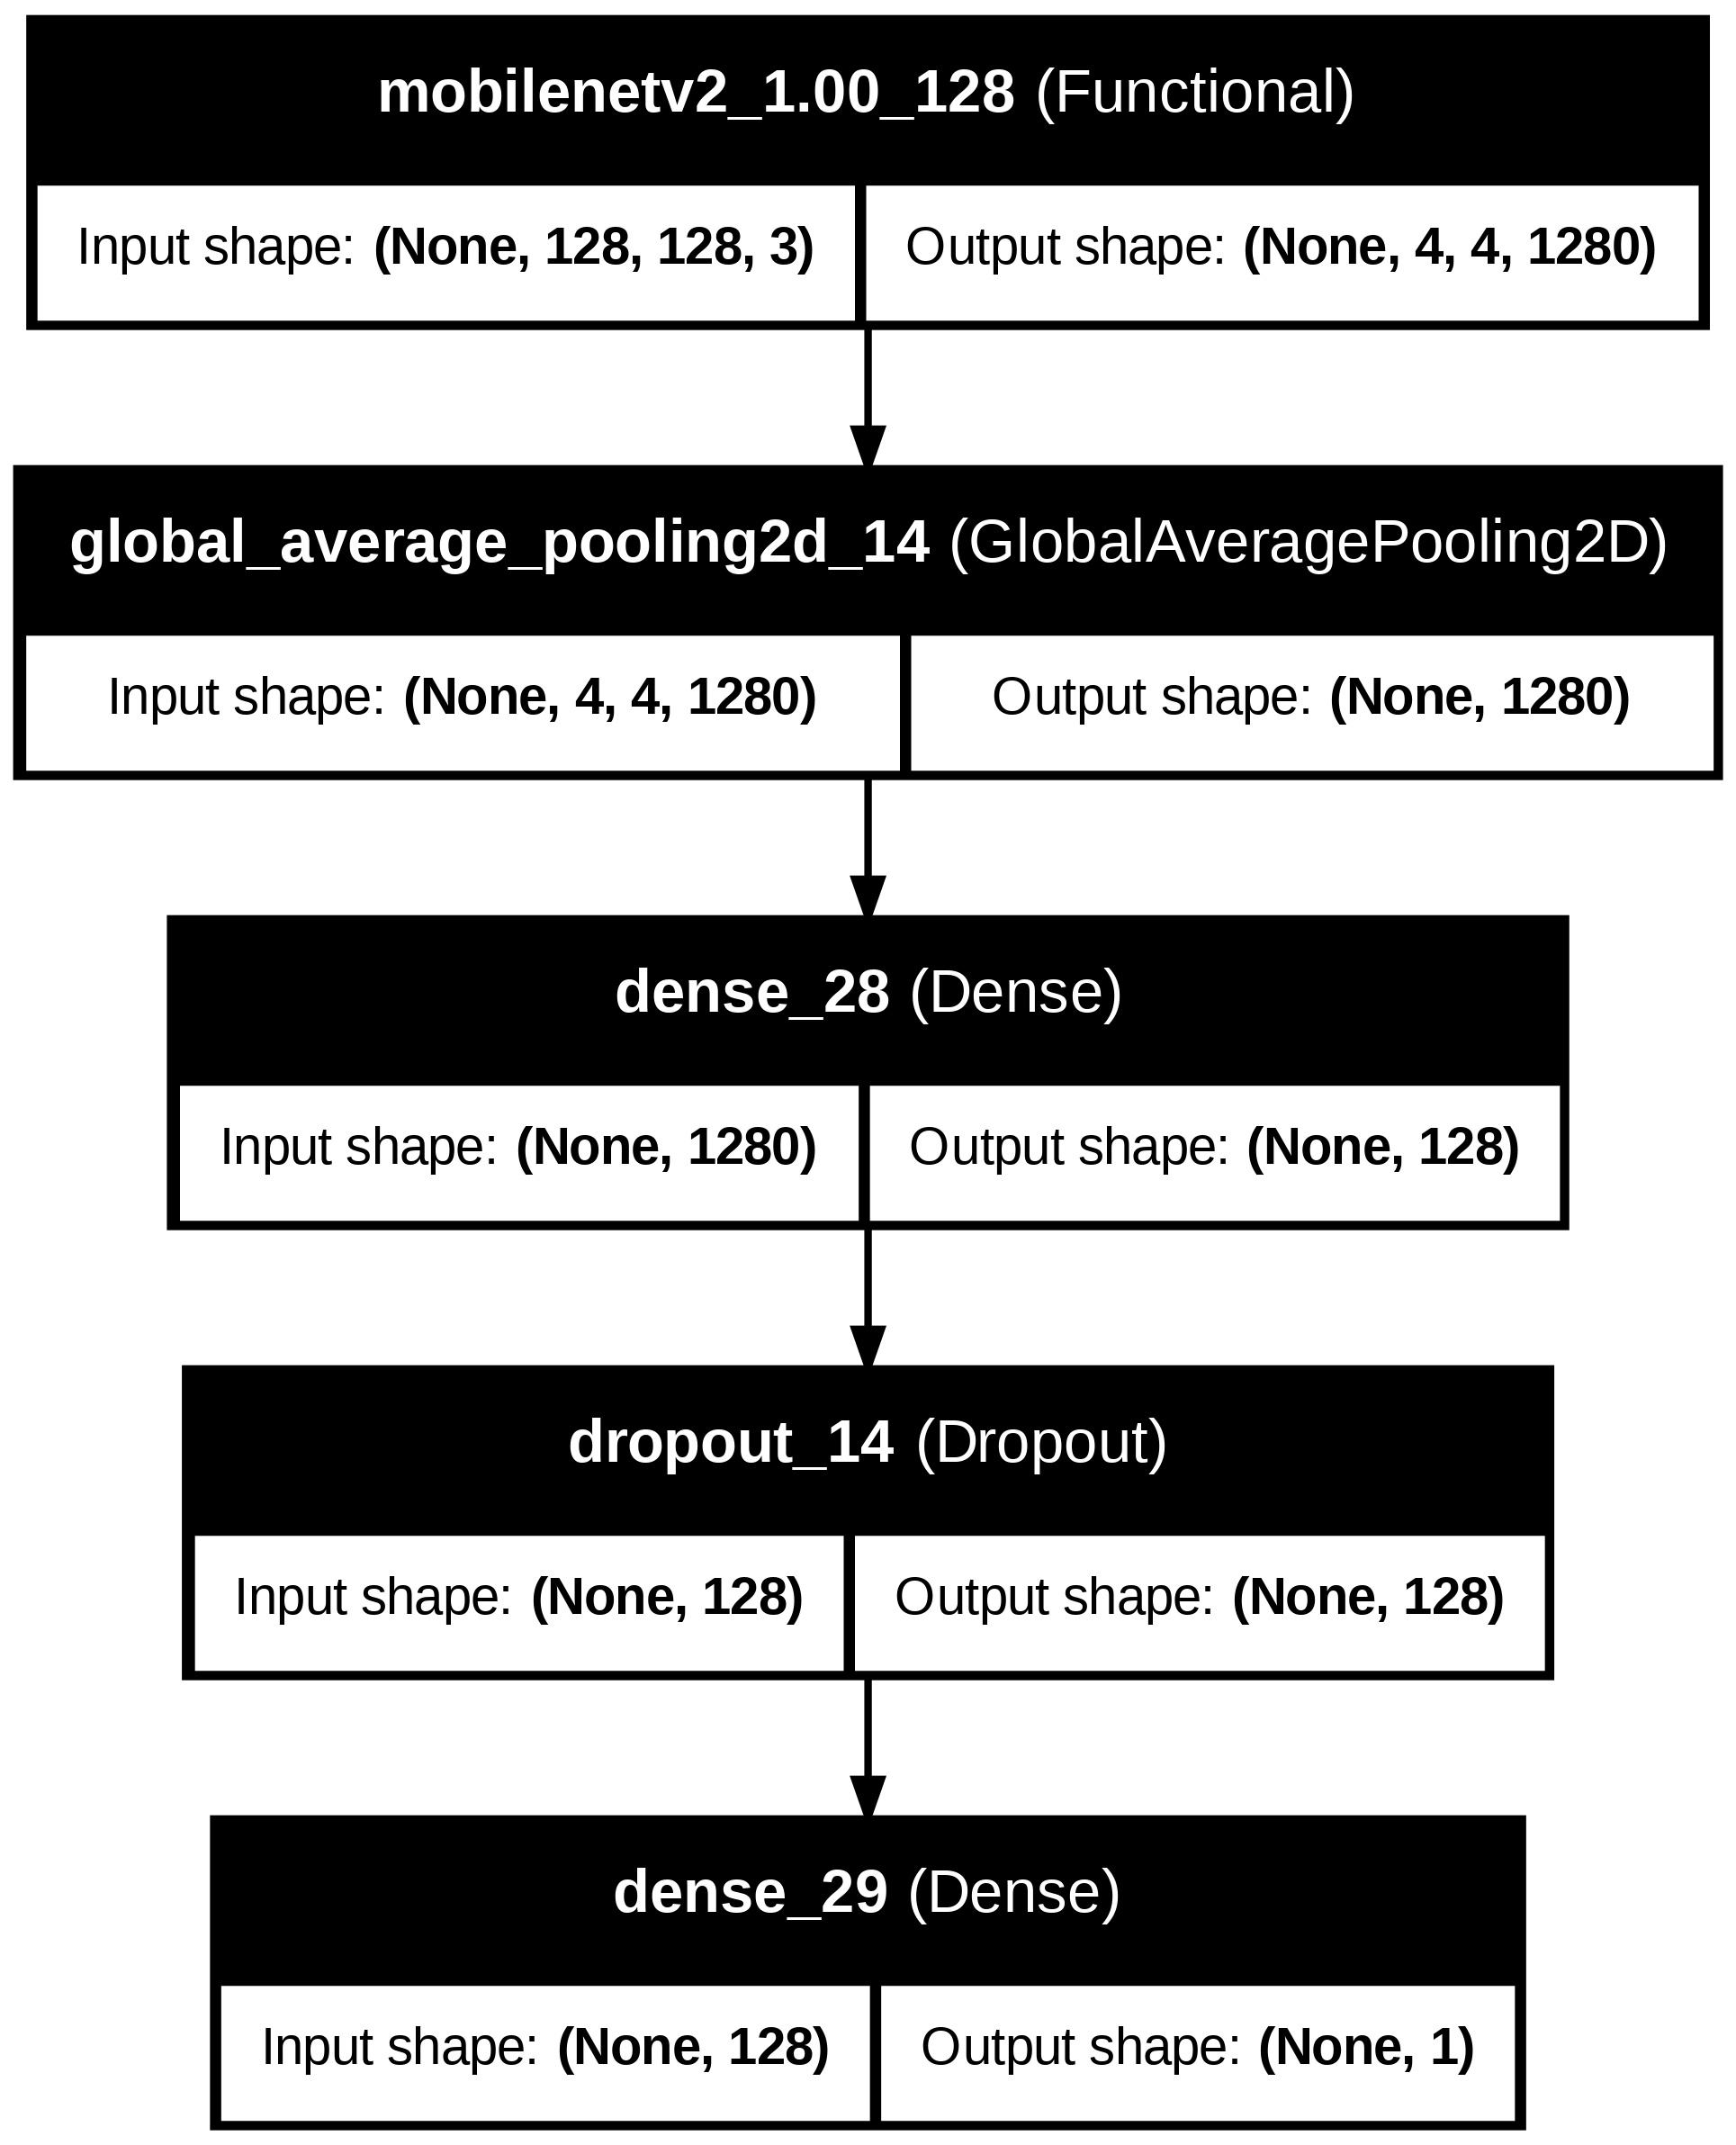 mobilenetv2_1.00_128 (Functional)
Input shape: (None, 128, 128, 3) Output shape: (None, 4, 4, 1280)
global_average_pooling2d_14 (GlobalAveragePooling2D)
Input shape: (None, 4, 4, 1280) Output shape: (None, 1280)
dense_28 (Dense)
Input shape: (None, 1280) Output shape: (None, 128)
dropout_14 (Dropout)
Input shape: (None, 128) Output shape: (None, 128)
dense_29 (Dense)
Input shape: (None, 128) Output shape: (None, 1)